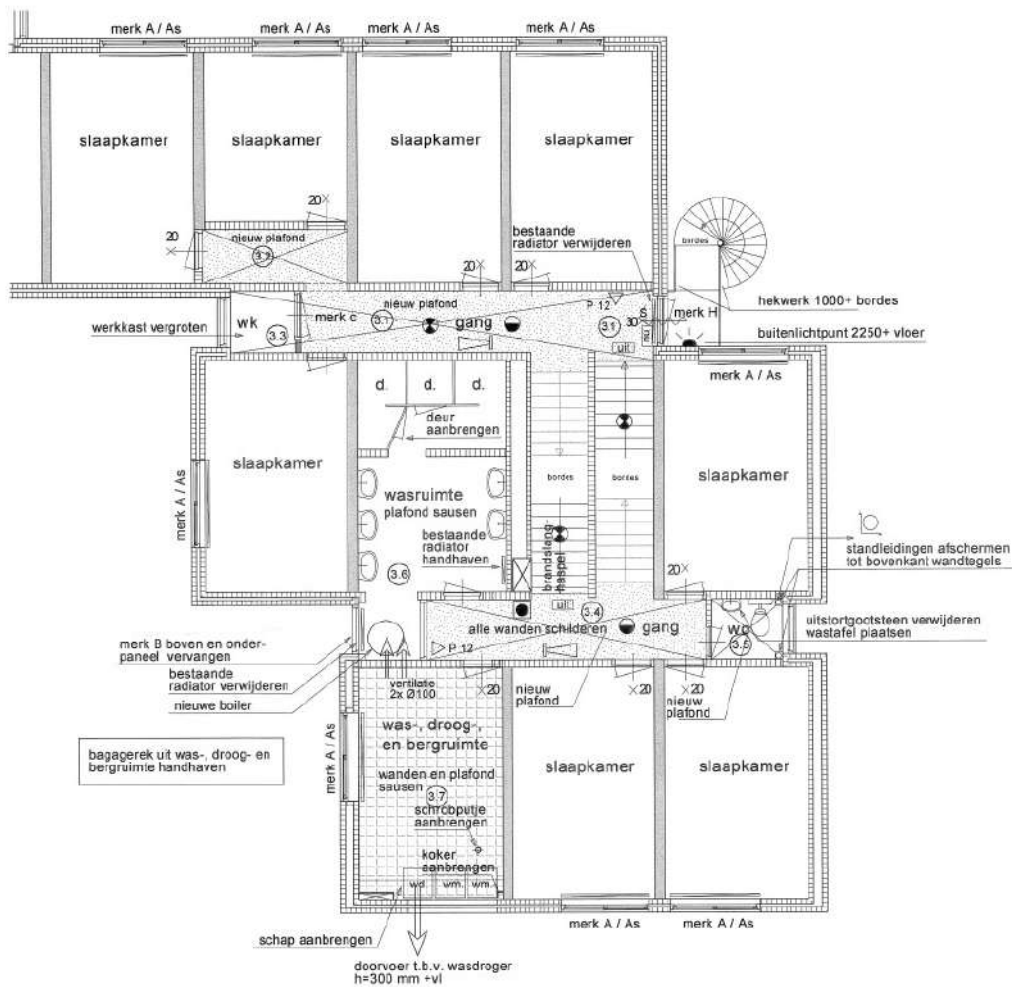 merk A / As
merk A / As
merk A / As
merk A / As
slaapkamer
slaapkamer
slaapkamer
slaapkamer
20
20
nieuw plafond
3.2
20
20
bestaande
radiator verwijderen
bordes
hekwerk 1000+ bordes
buitenlichtpunt 2250+ vloer
werkkast vergroten
wk
3.3
merk c
nieuw plafond
3.1
gang
P 12
3.1
30
S
merk H
nu
uit
merk A / As
d.
d.
d.
deur
aanbrengen
slaapkamer
merk A / As
wasruimte
plafond sausen
bestaande
radiator
handhaven
3.6
bordes
bordes
brandslang-
haspel
slaapkamer
standleidingen afschermen
tot bovenkant wandtegels
20
uit
3.4
alle wanden schilderen
gang
P 12
wc
3.5
uitstortgootsteen verwijderen
wastafel plaatsen
merk B boven en onder-
paneel vervangen
bestaande
radiator verwijderen
nieuwe boiler
ventilatie
2x Ø100
20
nieuw
plafond
20
20
nieuw
plafond
bagagerek uit was-, droog- en
bergruimte handhaven
merk A / As
was-, droog-,
en bergruimte
wanden en plafond
sausen
3.7
schrobputje
aanbrengen
koker
aanbrengen
wd.
wm.
wm.
slaapkamer
slaapkamer
merk A / As
merk A / As
schap aanbrengen
doorvoer t.b.v. wasdroger
h=300 mm +vl